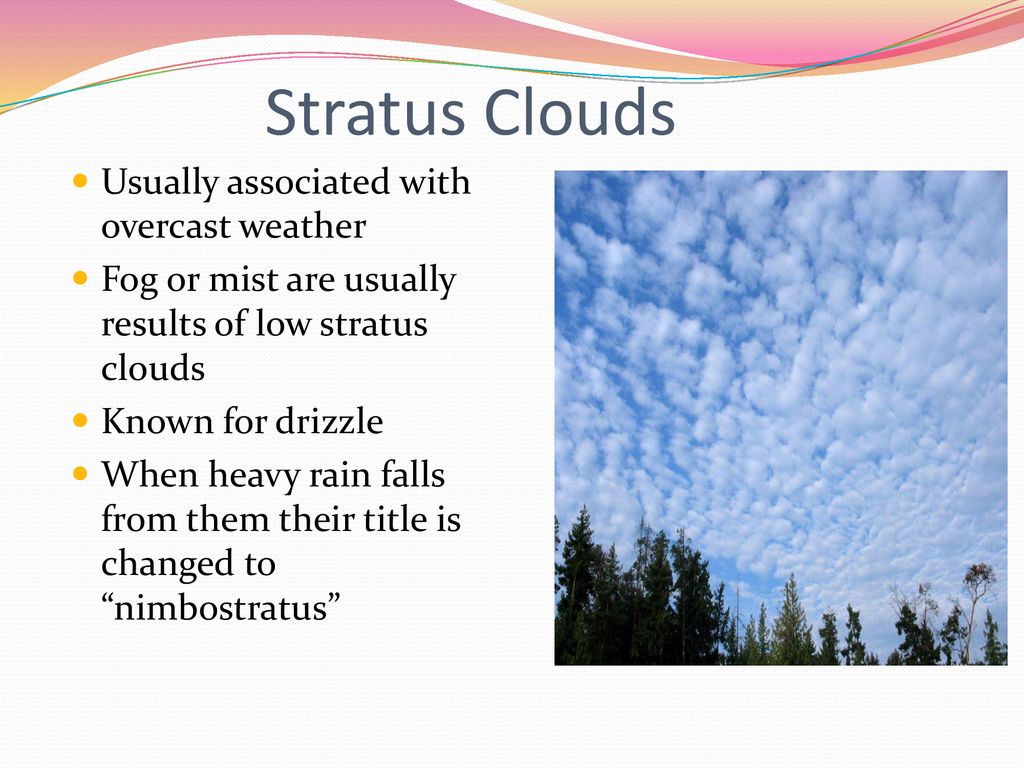 Stratus Clouds
Usually associated with
overcast weather
Fog or mist are usually
results of low stratus
clouds
Known for drizzle
When heavy rain falls
from them their title is
changed to
“nimbostratus”